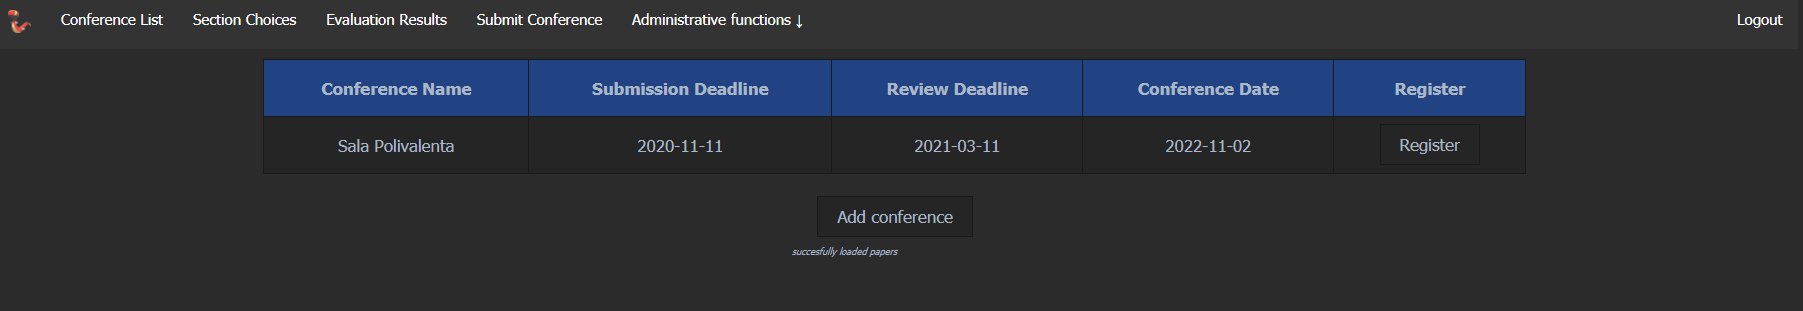 Conference List Section Choices Evaluation Results Submit Conference Administrative functions ↓ Logout
Conference Name Submission Deadline Review Deadline Conference Date Register
Sala Polivalenta 2020-11-11 2021-03-11 2022-11-02 Register
Add conference
succesfully loaded papers